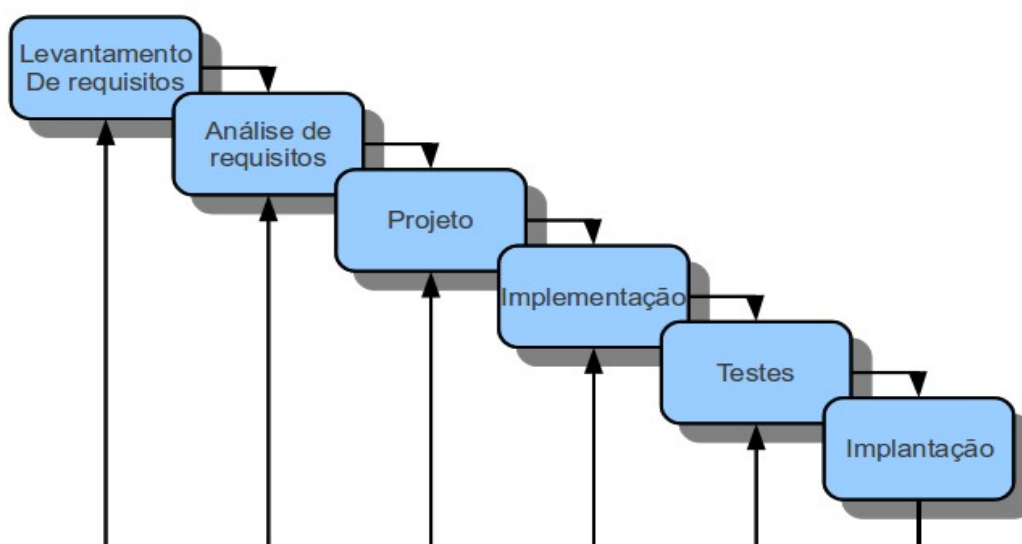 Levantamento
De requisitos
Análise de
requisitos
Projeto
Implementação
Testes
Implantação